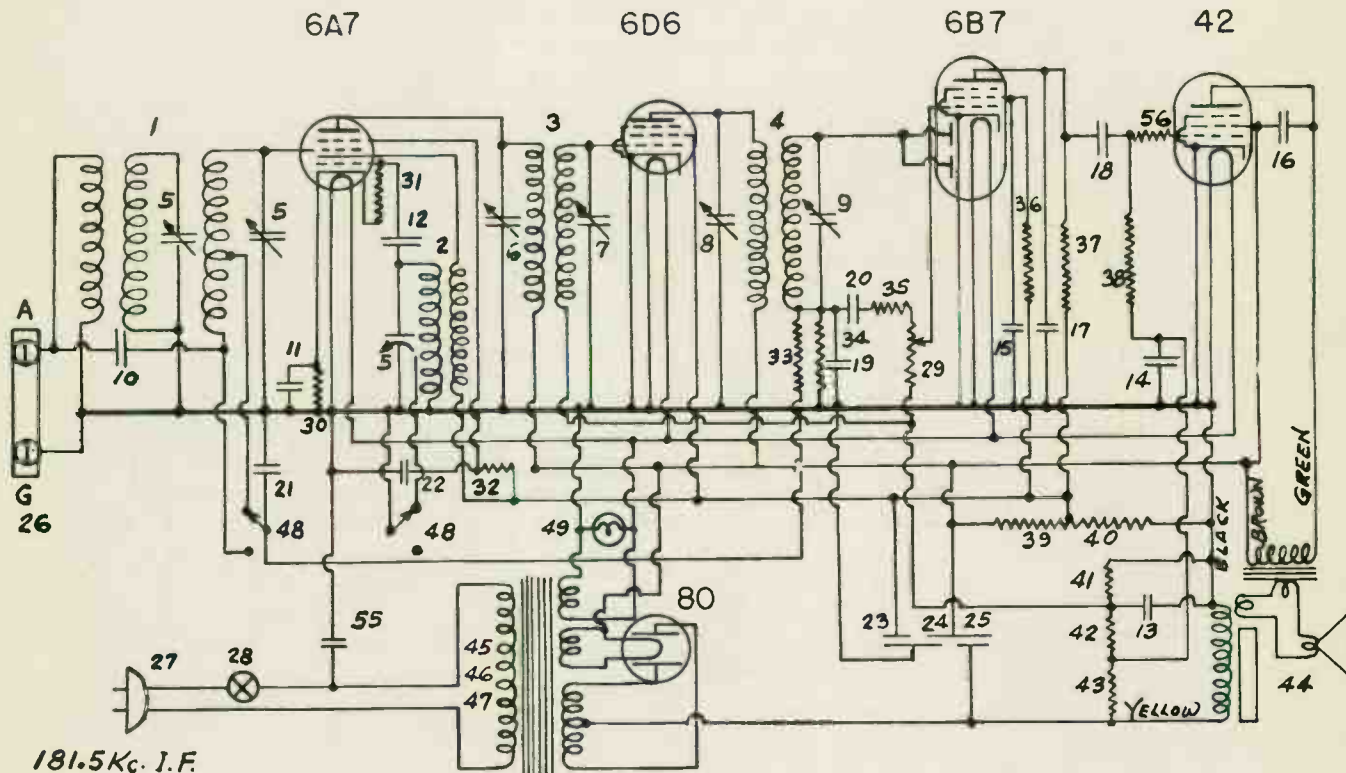 6A7 6D6 6B7 42
1 5 5 31 12 2 6 3 7 8 4 9 36 37 18 56 16
A 10 11 30 5 20 35 34 33 19 29 15 17 38 14
G
26
21 48 22 48 32 49 39 40 BLACK BROWN GREEN
55 80 23 24 25 41 42 13 43 44
27 28 45
46
47 YELLOW
181.5Kc. I.F.